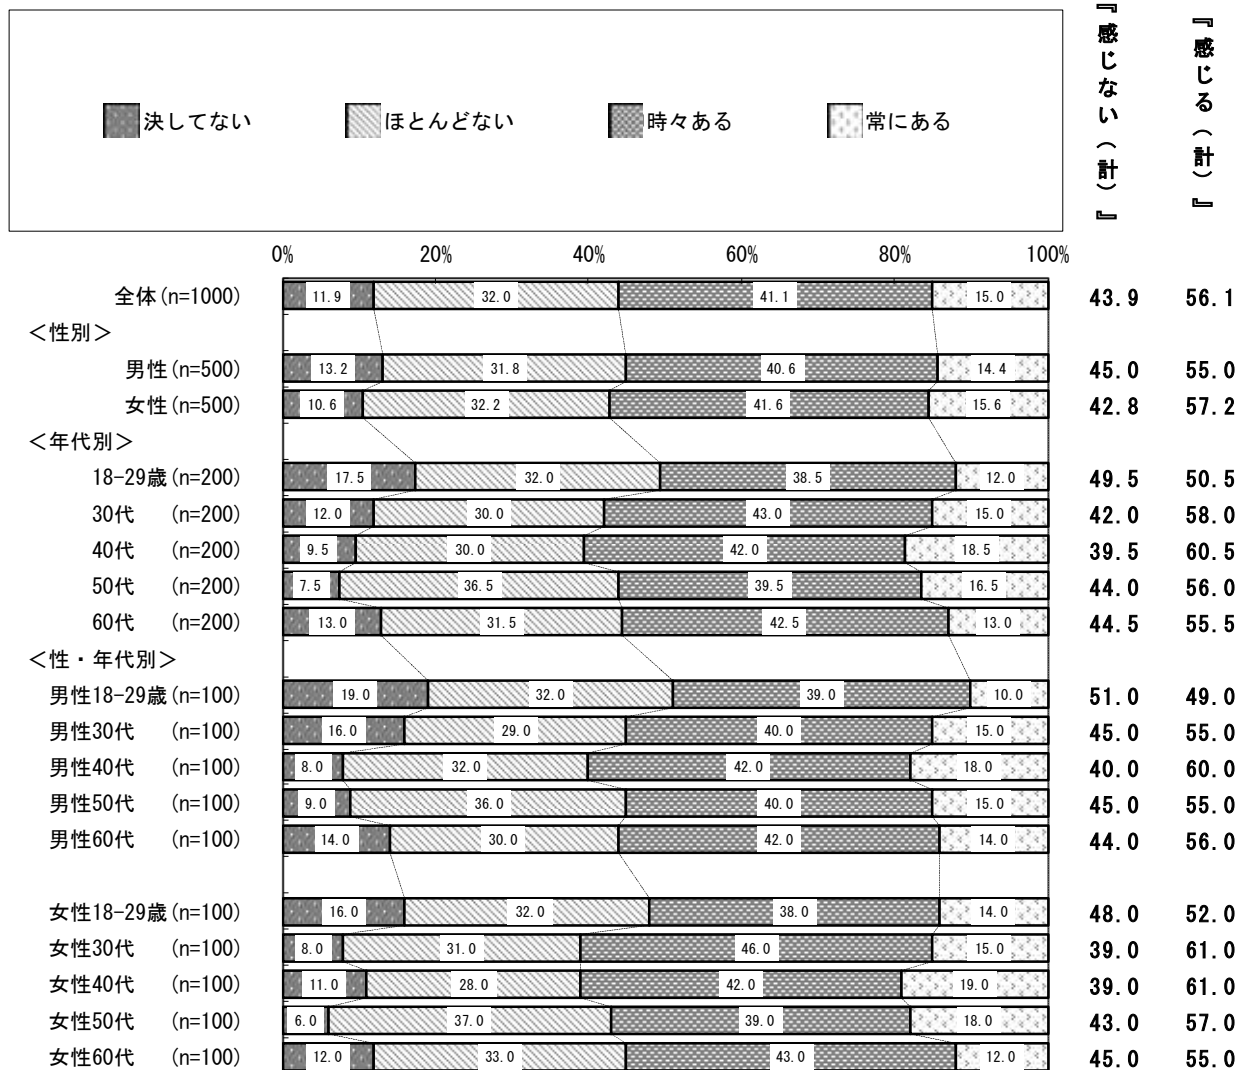 決してない ほとんどない 時々ある 常にある
『感じない（計）』
『感じる（計）』
0% 20% 40% 60% 80% 100%
全体(n=1000) 11.9 32.0 41.1 15.0 43.9 56.1
＜性別＞
男性(n=500) 13.2 31.8 40.6 14.4 45.0 55.0
女性(n=500) 10.6 32.2 41.6 15.6 42.8 57.2
＜年代別＞
18-29歳(n=200) 17.5 32.0 38.5 12.0 49.5 50.5
30代 (n=200) 12.0 30.0 43.0 15.0 42.0 58.0
40代 (n=200) 9.5 30.0 42.0 18.5 39.5 60.5
50代 (n=200) 7.5 36.5 39.5 16.5 44.0 56.0
60代 (n=200) 13.0 31.5 42.5 13.0 44.5 55.5
＜性・年代別＞
男性18-29歳(n=100) 19.0 32.0 39.0 10.0 51.0 49.0
男性30代 (n=100) 16.0 29.0 40.0 15.0 45.0 55.0
男性40代 (n=100) 8.0 32.0 42.0 18.0 40.0 60.0
男性50代 (n=100) 9.0 36.0 40.0 15.0 45.0 55.0
男性60代 (n=100) 14.0 30.0 42.0 14.0 44.0 56.0
女性18-29歳(n=100) 16.0 32.0 38.0 14.0 48.0 52.0
女性30代 (n=100) 8.0 31.0 46.0 15.0 39.0 61.0
女性40代 (n=100) 11.0 28.0 42.0 19.0 39.0 61.0
女性50代 (n=100) 6.0 37.0 39.0 18.0 43.0 57.0
女性60代 (n=100) 12.0 33.0 43.0 12.0 45.0 55.0